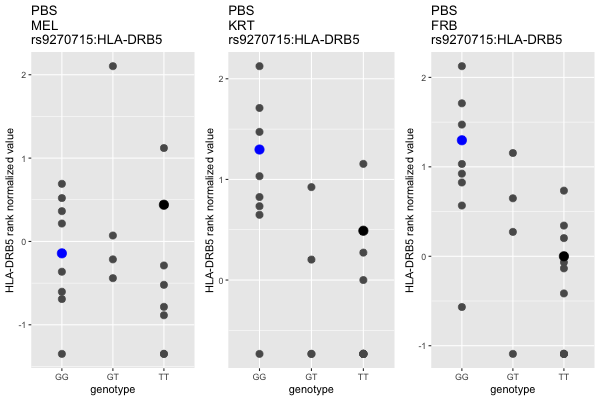 PBS
MEL
rs9270715:HLA-DRB5
HLA-DRB5 rank normalized value
2
1
0
-1
GG
GT
TT
genotype
PBS
KRT
rs9270715:HLA-DRB5
HLA-DRB5 rank normalized value
2
1
0
GG
GT
TT
genotype
PBS
FRB
rs9270715:HLA-DRB5
HLA-DRB5 rank normalized value
2
1
0
-1
GG
GT
TT
genotype